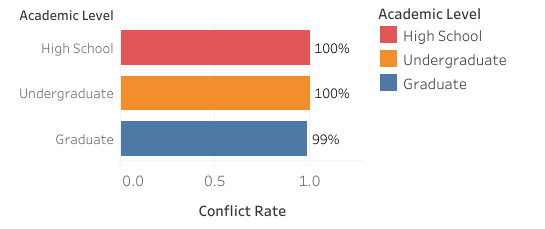 Academic Level
High School 100%
Undergraduate 100%
Graduate 99%
0.0 0.5 1.0
Conflict Rate
Academic Level
High School
Undergraduate
Graduate